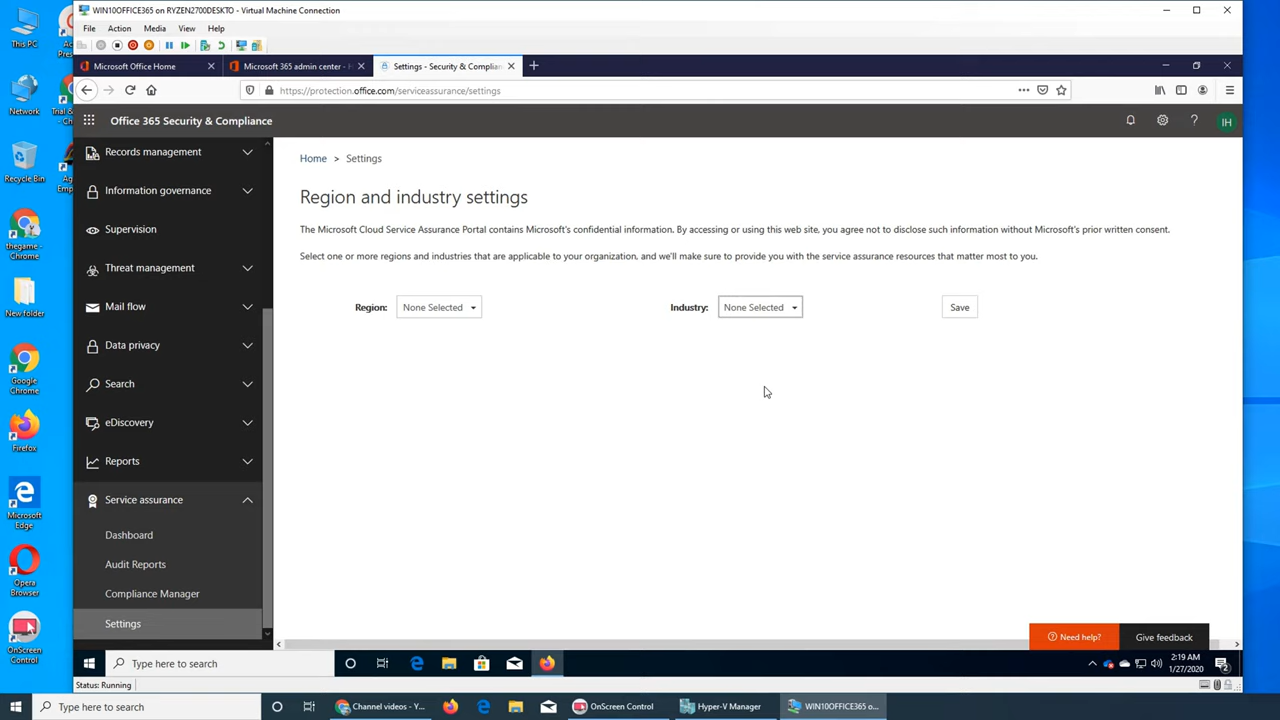 This PC
Network
Recycle Bin
thegame -
Chrome
New folder
Google
Chrome
Firefox
Microsoft
Edge
Opera
Browser
OnScreen
Control
WIN10OFFICE365 on RYZEN2700DESKTO - Virtual Machine Connection
File Action Media View Help
Microsoft Office Home
Microsoft 365 admin center - H
Settings - Security & Complian
https://protection.office.com/serviceassurance/settings
Office 365 Security & Compliance
IH
Records management
Information governance
Supervision
Threat management
Mail flow
Data privacy
Search
eDiscovery
Reports
Service assurance
Dashboard
Audit Reports
Compliance Manager
Settings
Home > Settings
Region and industry settings
The Microsoft Cloud Service Assurance Portal contains Microsoft's confidential information. By accessing or using this web site, you agree not to disclose such information without Microsoft's prior written consent.
Select one or more regions and industries that are applicable to your organization, and we'll make sure to provide you with the service assurance resources that matter most to you.
Region: None Selected
Industry: None Selected
Save
Need help?
Give feedback
Type here to search
2:19 AM
1/27/2020
2
Status: Running
Type here to search
Channel videos - Y...
OnScreen Control
Hyper-V Manager
WIN10OFFICE365 o...